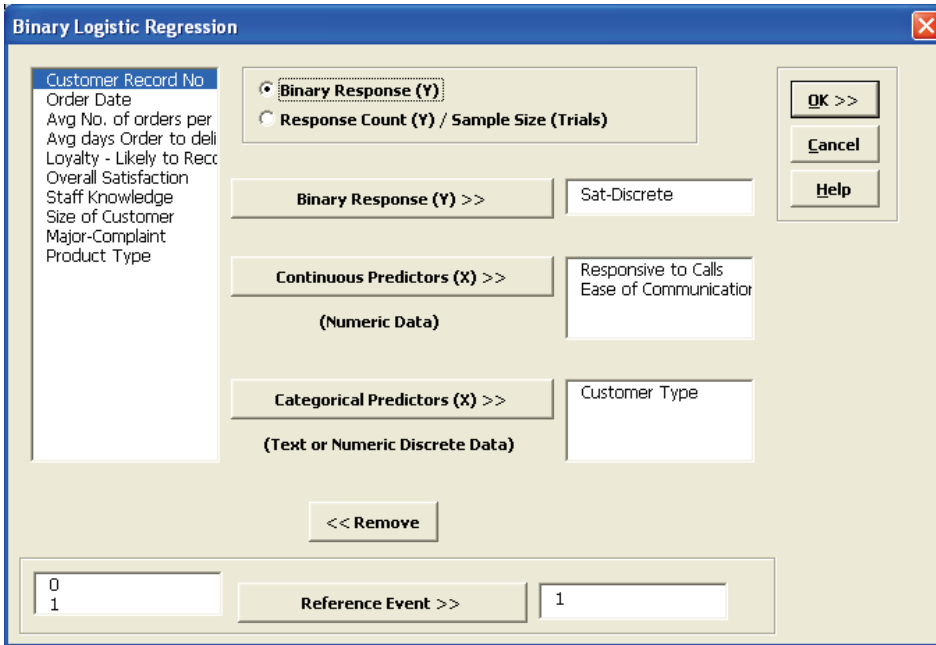 Binary Logistic Regression
Customer Record No
Order Date
Avg No. of orders per
Avg days Order to deli
Loyalty - Likely to Recc
Overall Satisfaction
Staff Knowledge
Size of Customer
Major-Complaint
Product Type
Binary Response (Y)
Response Count (Y) / Sample Size (Trials)
Binary Response (Y) >>
Sat-Discrete
Continuous Predictors (X) >>
(Numeric Data)
Responsive to Calls
Ease of Communication
Categorical Predictors (X) >>
(Text or Numeric Discrete Data)
Customer Type
<< Remove
0
1
Reference Event >>
1
OK >>
Cancel
Help